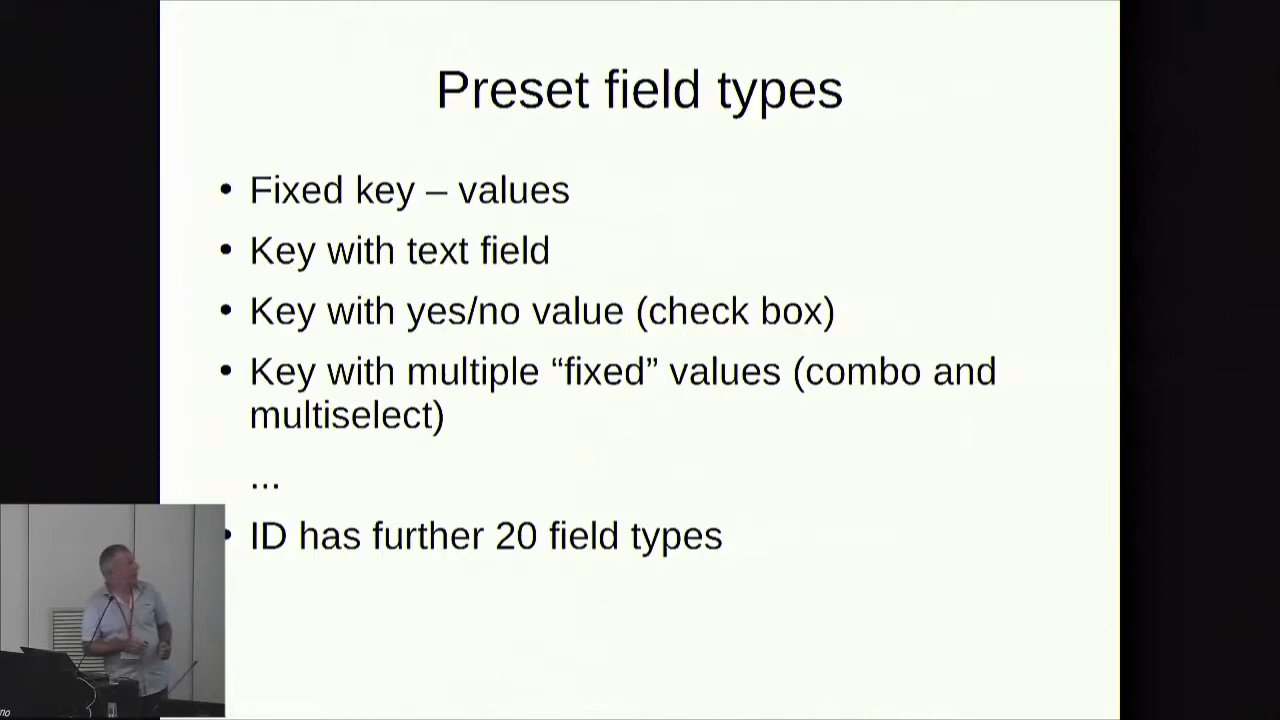 Preset field types
• Fixed key – values
• Key with text field
• Key with yes/no value (check box)
• Key with multiple “fixed” values (combo and
multiselect)
...
• ID has further 20 field types